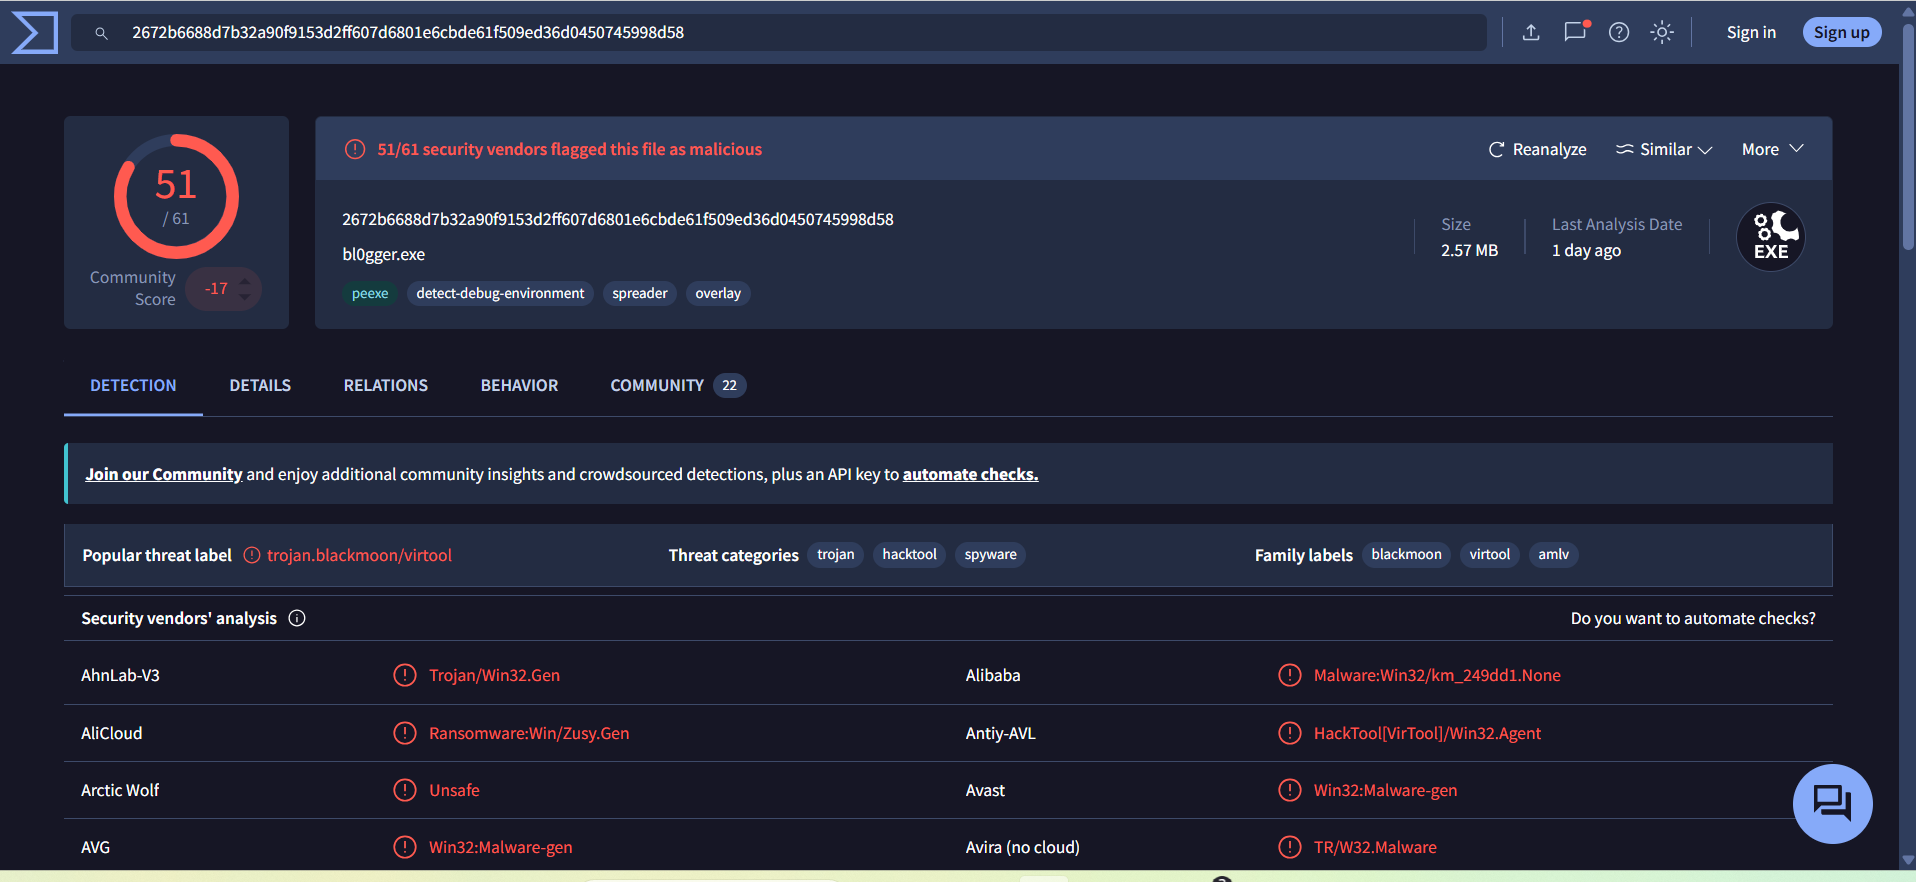 2672b6688d7b32a90f9153d2ff607d6801e6cbde61f509ed36d0450745998d58
Sign in
Sign up
51
/ 61
Community
Score
-17
51/61 security vendors flagged this file as malicious
Reanalyze
Similar
More
2672b6688d7b32a90f9153d2ff607d6801e6cbde61f509ed36d0450745998d58
bl0gger.exe
peexe
detect-debug-environment
spreader
overlay
Size
2.57 MB
Last Analysis Date
1 day ago
EXE
DETECTION
DETAILS
RELATIONS
BEHAVIOR
COMMUNITY 22
Join our Community and enjoy additional community insights and crowdsourced detections, plus an API key to automate checks.
Popular threat label trojan.blackmoon/virtool
Threat categories trojan hacktool spyware
Family labels blackmoon virtool amlv
Security vendors' analysis
Do you want to automate checks?
AhnLab-V3 Trojan/Win32.Gen
Alibaba Malware:Win32/km_249dd1.None
AliCloud Ransomware:Win/Zusy.Gen
Antiy-AVL HackTool[VirTool]/Win32.Agent
Arctic Wolf Unsafe
Avast Win32:Malware-gen
AVG Win32:Malware-gen
Avira (no cloud) TR/W32.Malware